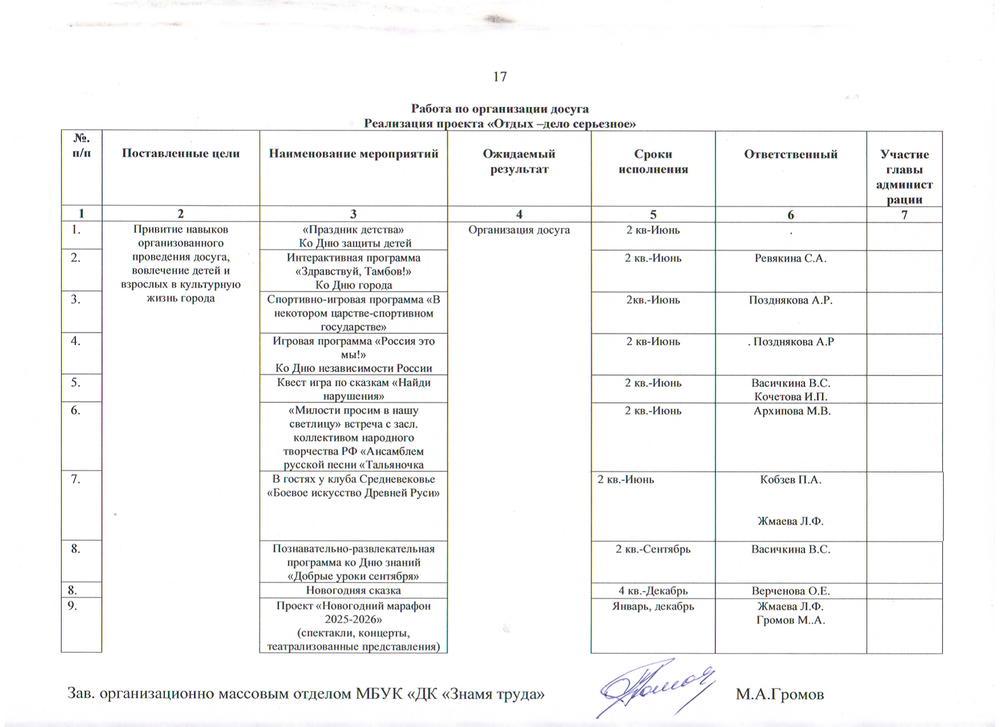 17
Работа по организации досуга
Реализация проекта «Отдых –дело серьезное»
№.
п/п
Поставленные цели
Наименование мероприятий
Ожидаемый
результат
Сроки
исполнения
Ответственный
Участие
главы
админист
рации
1 2 3 4 5 6 7
1.
Привитие навыков
организованного
проведения досуга,
вовлечение детей и
взрослых в культурную
жизнь города
«Праздник детства»
Ко Дню защиты детей
Организация досуга
2 кв-Июнь
.
2.
Интерактивная программа
«Здравствуй, Тамбов!»
Ко Дню города
2 кв.-Июнь
Ревякина С.А.
3.
Спортивно-игровая программа «В
некотором царстве-спортивном
государстве»
2кв.-Июнь
Позднякова А.Р.
4.
Игровая программа «Россия это
мы!»
Ко Дню независимости России
2 кв-Июнь
. Позднякова А.Р
5.
Квест игра по сказкам «Найди
нарушения»
2 кв.-Июнь
Васичкина В.С.
Кочетова И.П.
6.
«Милости просим в нашу
светлицу» встреча с засл.
коллективом народного
творчества РФ «Ансамблем
русской песни «Тальяночка
2 кв.-Июнь
Архипова М.В.
7.
В гостях у клуба Средневековье
«Боевое искусство Древней Руси»
2 кв.-Июнь
Кобзев П.А.
Жмаева Л.Ф.
8.
Познавательно-развлекательная
программа ко Дню знаний
«Добрые уроки сентября»
2 кв.-Сентябрь
Васичкина В.С.
8.
Новогодняя сказка
4 кв.-Декабрь
Верченова О.Е.
9.
Проект «Новогодний марафон
2025-2026»
(спектакли, концерты,
театрализованные представления)
Январь, декабрь
Жмаева Л.Ф.
Громов М..А.
Зав. организационно массовым отделом МБУК «ДК «Знамя труда» М.А.Громов